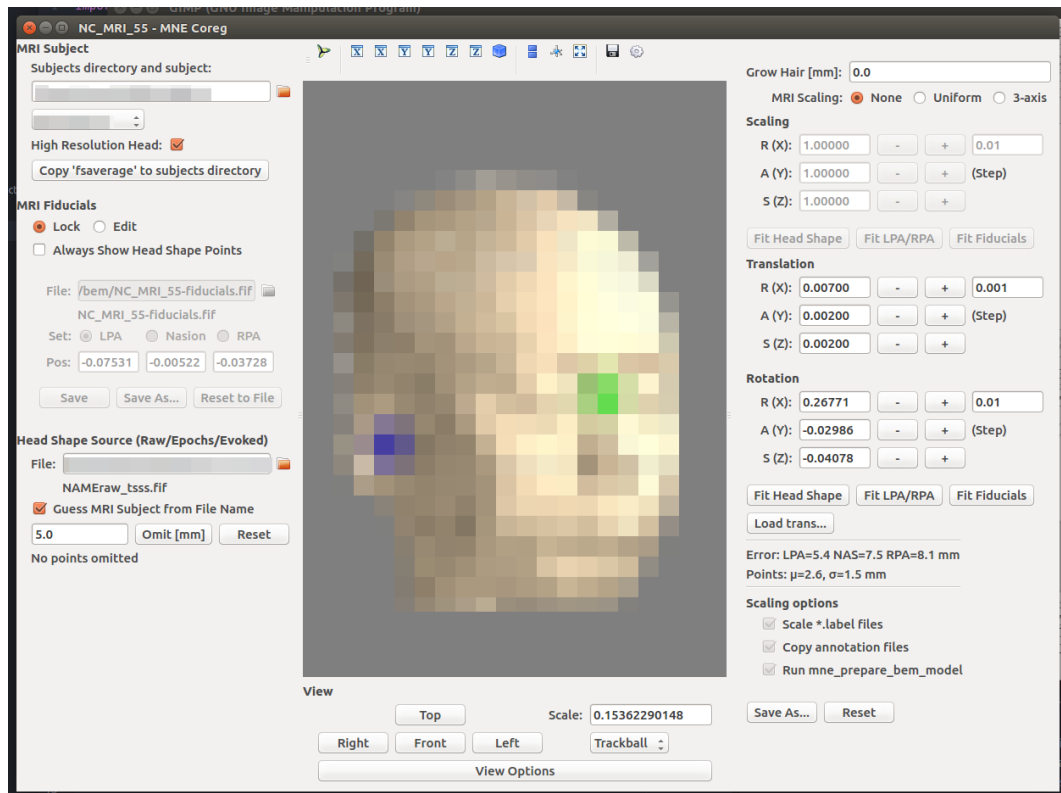 GIMP (GNU Image Manipulation Program)
NC_MRI_55 - MNE Coreg
MRI Subject
Subjects directory and subject:
High Resolution Head:
Copy 'fsaverage' to subjects directory
MRI Fiducials
Lock Edit
Always Show Head Shape Points
File: /bem/NC_MRI_55-fiducials.fif
NC_MRI_55-fiducials.fif
Set: LPA Nasion RPA
Pos: -0.07531 -0.00522 -0.03728
Save Save As... Reset to File
Head Shape Source (Raw/Epochs/Evoked)
File:
NAMEraw_tsss.fif
Guess MRI Subject from File Name
5.0 Omit [mm] Reset
No points omitted
X X Y Y Z Z
View
Top Scale: 0.15362290148
Right Front Left Trackball
View Options
Grow Hair [mm]: 0.0
MRI Scaling: None Uniform 3-axis
Scaling
R (X): 1.00000 - + 0.01
A (Y): 1.00000 - + (Step)
S (Z): 1.00000 - +
Fit Head Shape Fit LPA/RPA Fit Fiducials
Translation
R (X): 0.00700 - + 0.001
A (Y): 0.00200 - + (Step)
S (Z): 0.00200 - +
Rotation
R (X): 0.26771 - + 0.01
A (Y): -0.02986 - + (Step)
S (Z): -0.04078 - +
Fit Head Shape Fit LPA/RPA Fit Fiducials
Load trans...
Error: LPA=5.4 NAS=7.5 RPA=8.1 mm
Points: μ=2.6, σ=1.5 mm
Scaling options
Scale *.label files
Copy annotation files
Run mne_prepare_bem_model
Save As... Reset